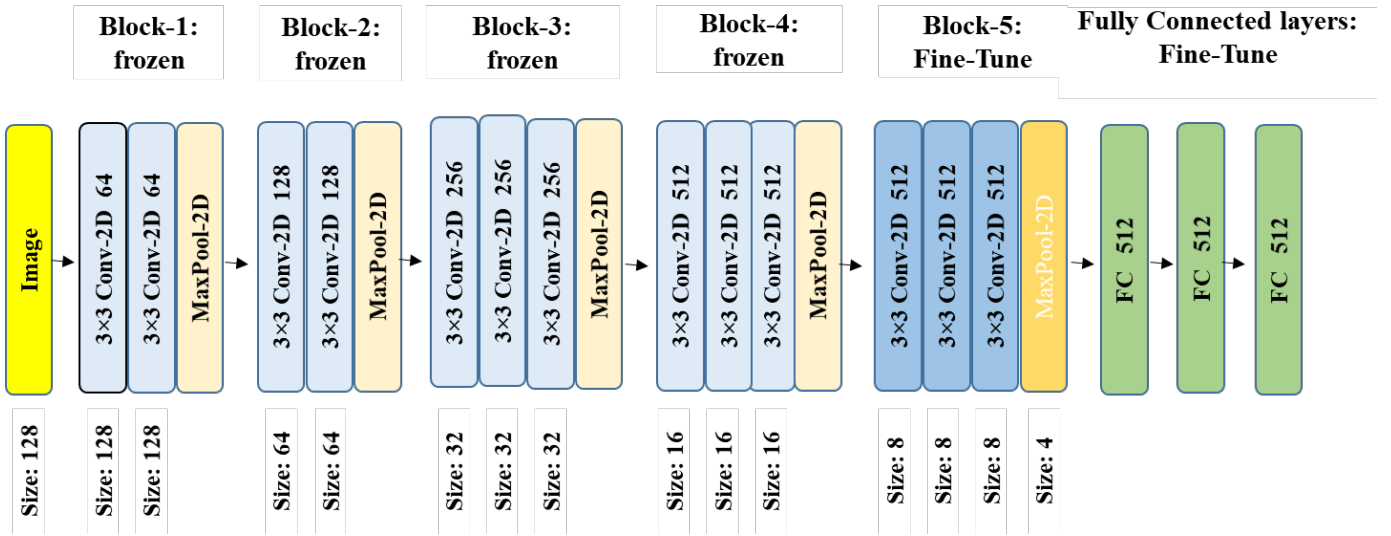 Block-1:
frozen
Block-2:
frozen
Block-3:
frozen
Block-4:
frozen
Block-5:
Fine-Tune
Fully Connected layers:
Fine-Tune
Image
3×3 Conv-2D 64
3×3 Conv-2D 64
MaxPool-2D
3×3 Conv-2D 128
3×3 Conv-2D 128
MaxPool-2D
3×3 Conv-2D 256
3×3 Conv-2D 256
3×3 Conv-2D 256
MaxPool-2D
3×3 Conv-2D 512
3×3 Conv-2D 512
3×3 Conv-2D 512
MaxPool-2D
3×3 Conv-2D 512
3×3 Conv-2D 512
3×3 Conv-2D 512
MaxPool-2D
FC 512
FC 512
FC 512
Size: 128
Size: 128
Size: 128
Size: 64
Size: 64
Size: 32
Size: 32
Size: 32
Size: 16
Size: 16
Size: 16
Size: 8
Size: 8
Size: 8
Size: 4